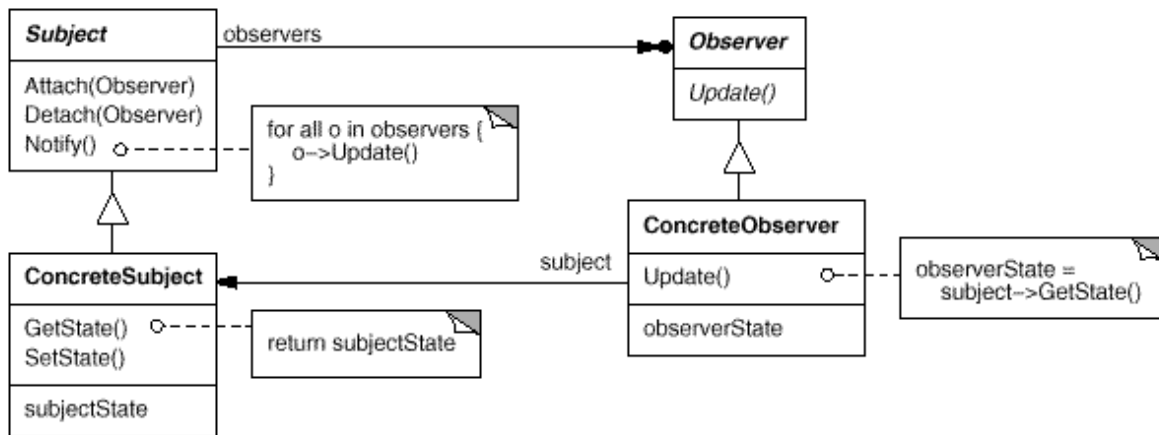 Subject
Attach(Observer)
Detach(Observer)
Notify()
observers
for all o in observers {
o->Update()
}
Observer
Update()
ConcreteSubject
GetState()
SetState()
subjectState
return subjectState
subject
ConcreteObserver
Update()
observerState
observerState =
subject->GetState()